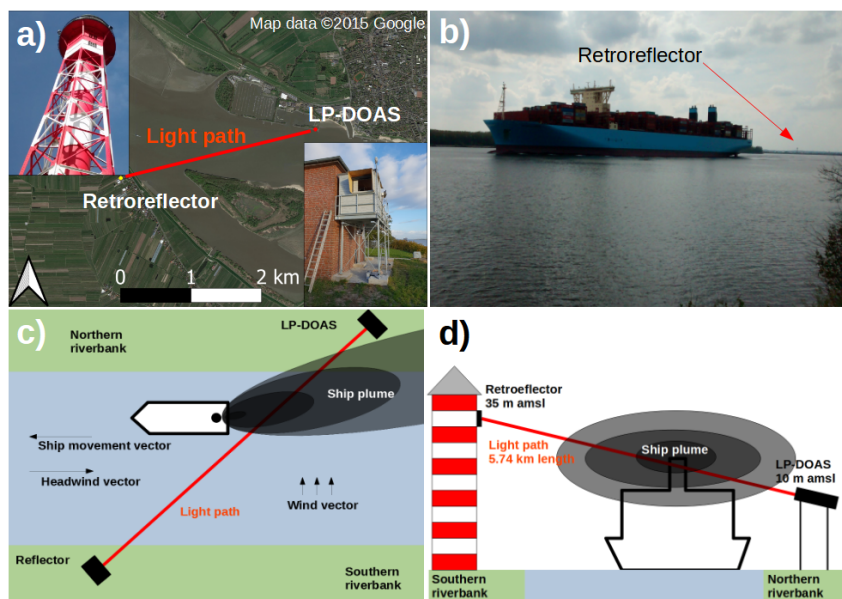 a)
Map data ©2015 Google
LP-DOAS
Light path
Retroreflector
0 1 2 km
b)
Retroreflector
c)
LP-DOAS
Northern
riverbank
Ship plume
Ship movement vector
Headwind vector
Wind vector
Light path
Reflector
Southern
riverbank
d)
Retroeflector
35 m amsl
Light path
5.74 km length
Ship plume
LP-DOAS
10 m amsl
Southern
riverbank
Northern
riverbank